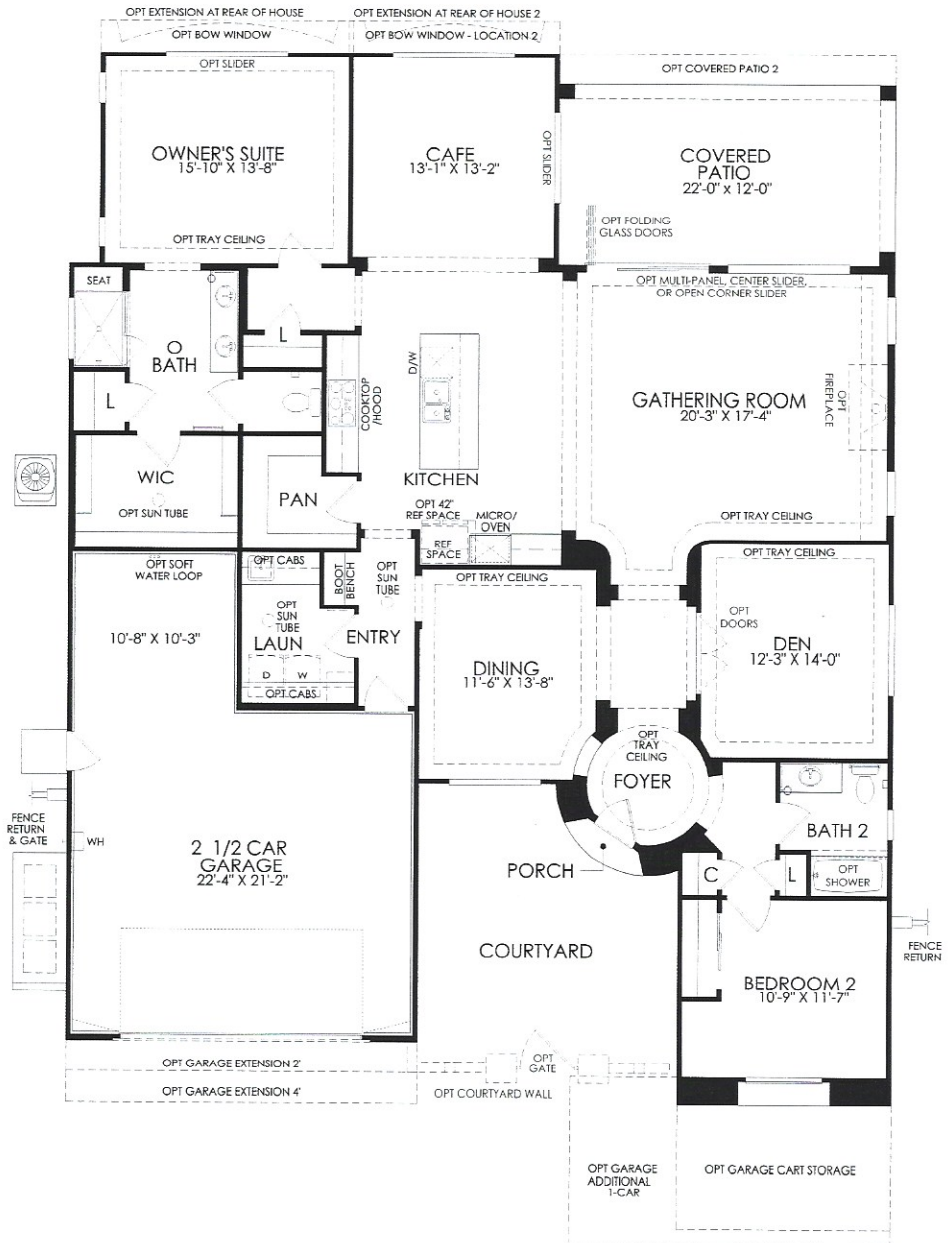 OPT EXTENSION AT REAR OF HOUSE
OPT EXTENSION AT REAR OF HOUSE 2
OPT BOW WINDOW
OPT BOW WINDOW - LOCATION 2
OPT SLIDER
OPT COVERED PATIO 2
OWNER'S SUITE
15'-10" X 13'-8"
OPT TRAY CEILING
CAFE
13'-1" X 13'-2"
OPT SLIDER
COVERED
PATIO
22'-0" x 12'-0"
OPT FOLDING
GLASS DOORS
OPT MULTI-PANEL, CENTER SLIDER,
OR OPEN CORNER SLIDER
SEAT
O
BATH
L
L
D/W
COOKTOP
/HOOD
KITCHEN
GATHERING ROOM
20'-3" X 17'-4"
OPT
FIREPLACE
OPT TRAY CEILING
WIC
OPT SUN TUBE
PAN
OPT 42"
REF SPACE
MICRO/
OVEN
REF
SPACE
OPT SOFT
WATER LOOP
OPT CABS
BOOT
BENCH
OPT
SUN
TUBE
OPT TRAY CEILING
OPT TRAY CEILING
10'-8" X 10'-3"
OPT
SUN
TUBE
LAUN
D
W
OPT CABS
ENTRY
DINING
11'-6" X 13'-8"
OPT
DOORS
DEN
12'-3" X 14'-0"
OPT
TRAY
CEILING
FOYER
FENCE
RETURN
& GATE
WH
2 1/2 CAR
GARAGE
22'-4" X 21'-2"
PORCH
BATH 2
C
L
OPT
SHOWER
COURTYARD
FENCE
RETURN
BEDROOM 2
10'-9" X 11'-7"
OPT GARAGE EXTENSION 2'
OPT GARAGE EXTENSION 4'
OPT
GATE
OPT COURTYARD WALL
OPT GARAGE
ADDITIONAL
1-CAR
OPT GARAGE CART STORAGE